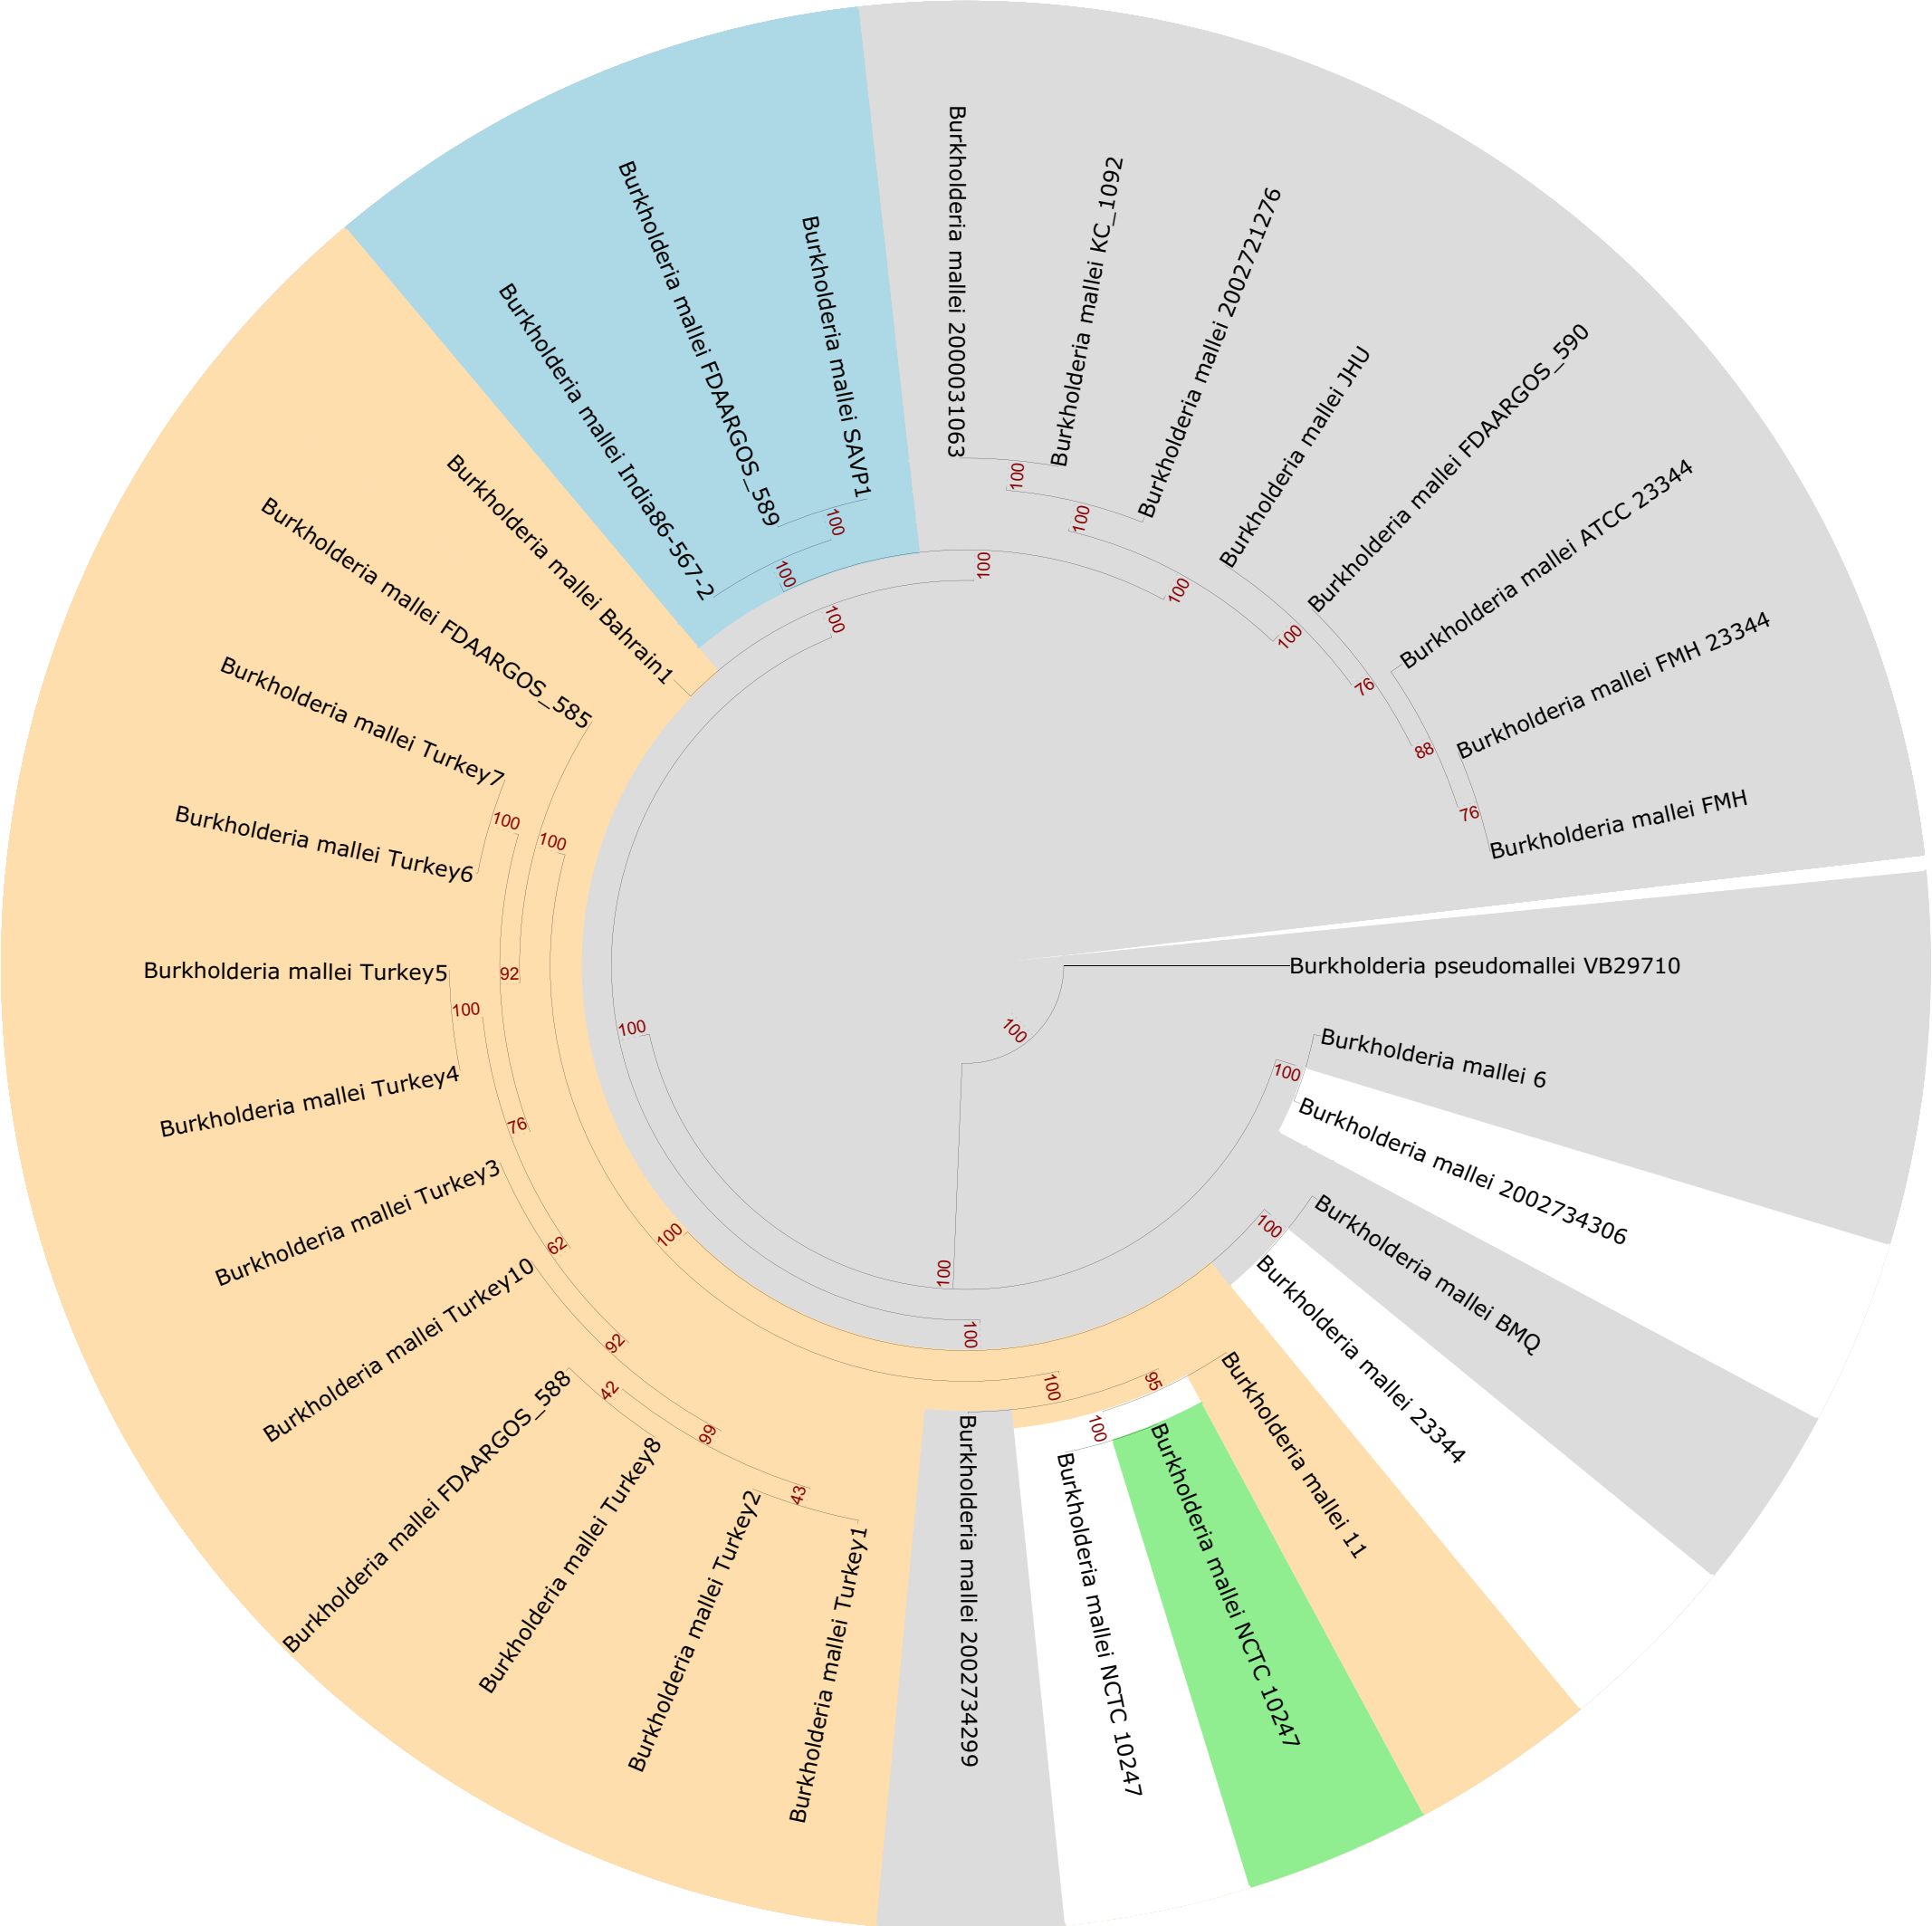 Burkholderia mallei 2000031063
Burkholderia mallei KC_1092
Burkholderia mallei 2002721276
Burkholderia mallei JHU
Burkholderia mallei FDAARGOS_590
Burkholderia mallei ATCC 23344
Burkholderia mallei FMH 23344
Burkholderia mallei FMH
Burkholderia pseudomallei VB29710
Burkholderia mallei 6
Burkholderia mallei 2002734306
Burkholderia mallei BMQ
Burkholderia mallei 23344
Burkholderia mallei 11
Burkholderia mallei NCTC 10247
Burkholderia mallei NCTC 10247
Burkholderia mallei 2002734299
Burkholderia mallei Turkey1
Burkholderia mallei Turkey2
Burkholderia mallei Turkey8
Burkholderia mallei FDAARGOS_588
Burkholderia mallei Turkey10
Burkholderia mallei Turkey3
Burkholderia mallei Turkey4
Burkholderia mallei Turkey5
Burkholderia mallei Turkey6
Burkholderia mallei Turkey7
Burkholderia mallei FDAARGOS_585
Burkholderia mallei Bahrain1
Burkholderia mallei India86-567-2
Burkholderia mallei FDAARGOS_589
Burkholderia mallei SAVP1
100
100
100
100
76
88
76
100
100
100
100
100
100
100
100
95
100
100
100
43
99
42
92
62
76
100
92
100
100
100
100
100